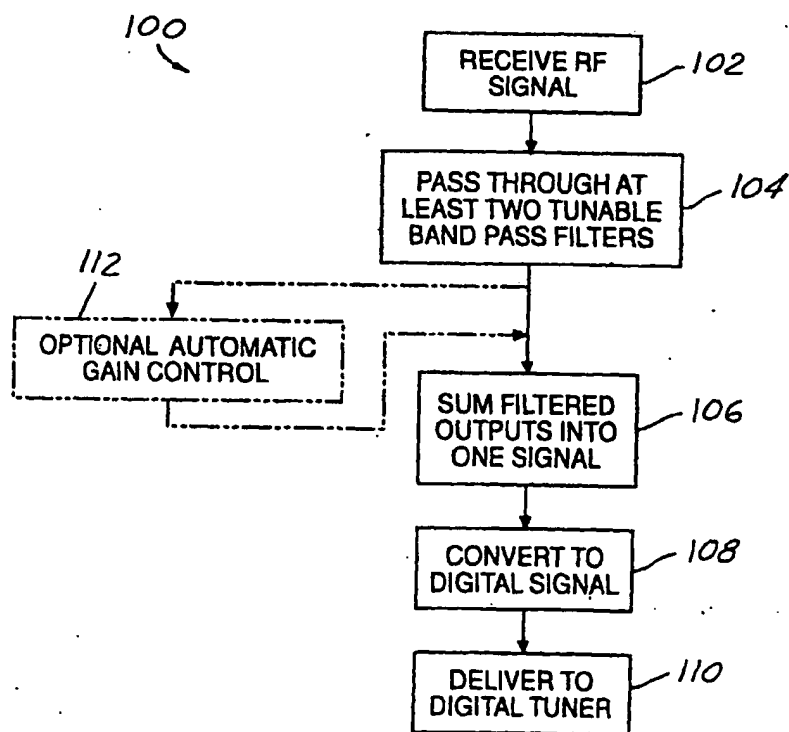 100
RECEIVE RF
SIGNAL
102
PASS THROUGH AT
LEAST TWO TUNABLE
BAND PASS FILTERS
104
112
OPTIONAL AUTOMATIC
GAIN CONTROL
SUM FILTERED
OUTPUTS INTO
ONE SIGNAL
106
CONVERT TO
DIGITAL SIGNAL
108
DELIVER TO
DIGITAL TUNER
110